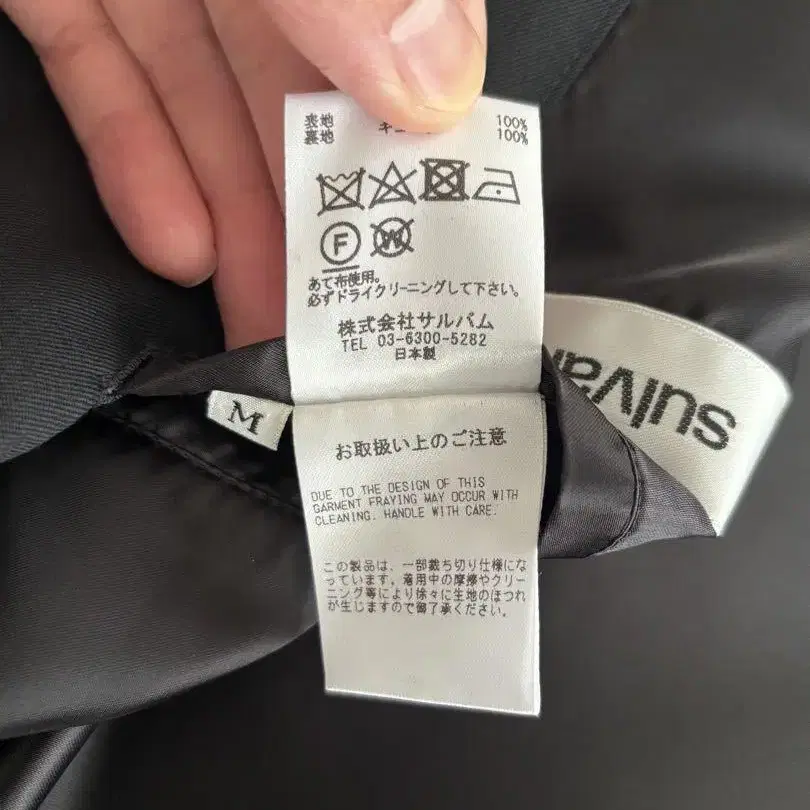 表地 100%
裏地 キュ 100%
F
W
あて布使用。
必ずドライクリーニングして下さい。
株式会社サルバム
TEL 03-6300-5282
日本製
sulva
M
お取扱い上のご注意
DUE TO THE DESIGN OF THIS
GARMENT FRAYING MAY OCCUR WITH
CLEANING. HANDLE WITH CARE.
この製品は、一部裁ち切り仕様にな
っています。着用中の摩擦やクリー
ニング等により徐々に生地のほつれ
が生じますので御了承ください。